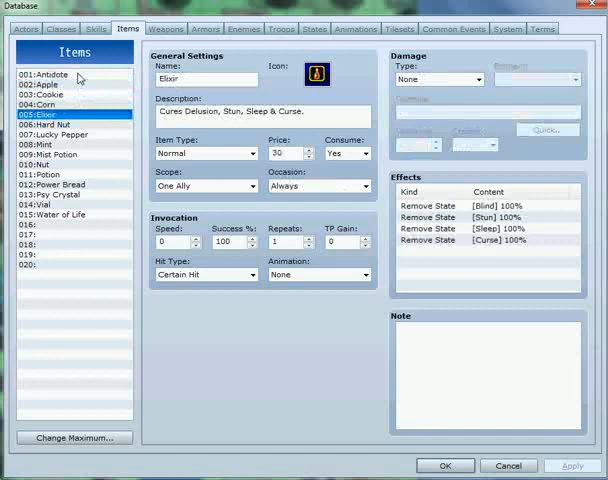 Database
Actors Classes Skills Items Weapons Armors Enemies Troops States Animations Tilesets Common Events System Terms
Items
001:Antidote
002:Apple
003:Cookie
004:Corn
005:Elixir
006:Hard Nut
007:Lucky Pepper
008:Mint
009:Mist Potion
010:Nut
011:Potion
012:Power Bread
013:Psy Crystal
014:Vial
015:Water of Life
016:
017:
018:
019:
020:
Change Maximum...
General Settings
Name: Icon:
Elixir
Description:
Cures Delusion, Stun, Sleep & Curse.
Item Type: Price: Consume:
Normal 30 Yes
Scope: Occasion:
One Ally Always
Invocation
Speed: Success %: Repeats: TP Gain:
0 100 1 0
Hit Type: Animation:
Certain Hit None
Damage
Type: Element:
None
Formula:
Variance: Critical:
Quick...
Effects
Kind Content
Remove State [Blind] 100%
Remove State [Stun] 100%
Remove State [Sleep] 100%
Remove State [Curse] 100%
Note
OK Cancel Apply